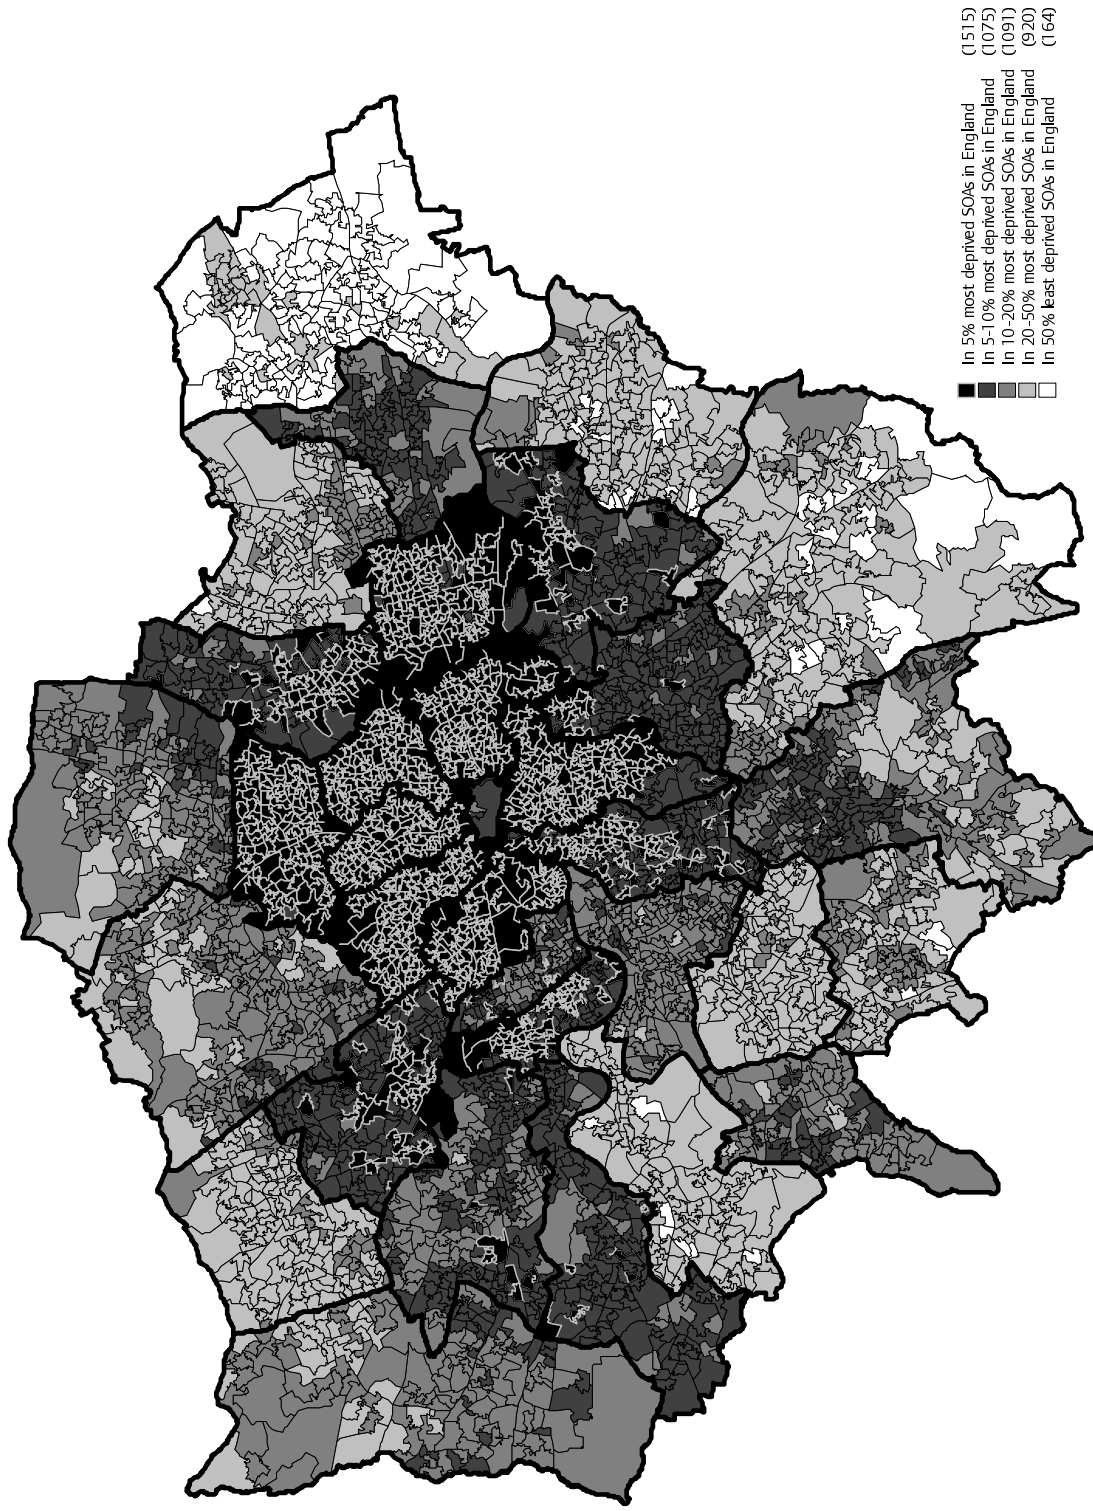 In 5% most deprived SOAs in England (1515)
In 5-10% most deprived SOAs in England (1075)
In 10-20% most deprived SOAs in England (1091)
In 20-50% most deprived SOAs in England (920)
In 50% least deprived SOAs in England (164)